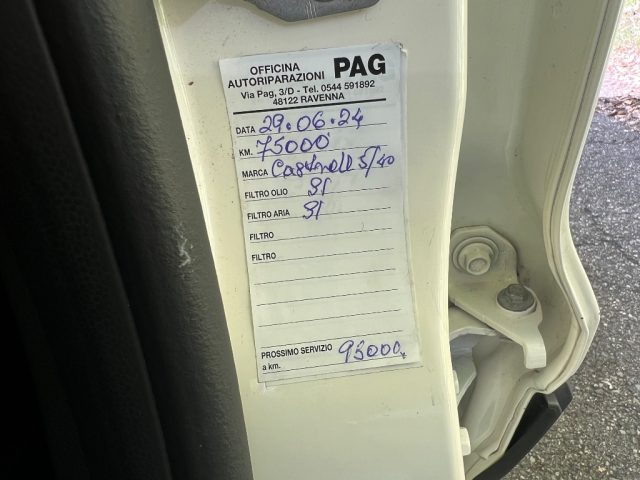 OFFICINA
AUTORIPARAZIONI PAG
Via Pag, 3/D - Tel. 0544 591892
48122 RAVENNA
DATA 29.06.24
KM. 75000
MARCA Castroll 5/40
FILTRO OLIO SI
FILTRO ARIA SI
FILTRO
FILTRO
PROSSIMO SERVIZIO
a km. 95000